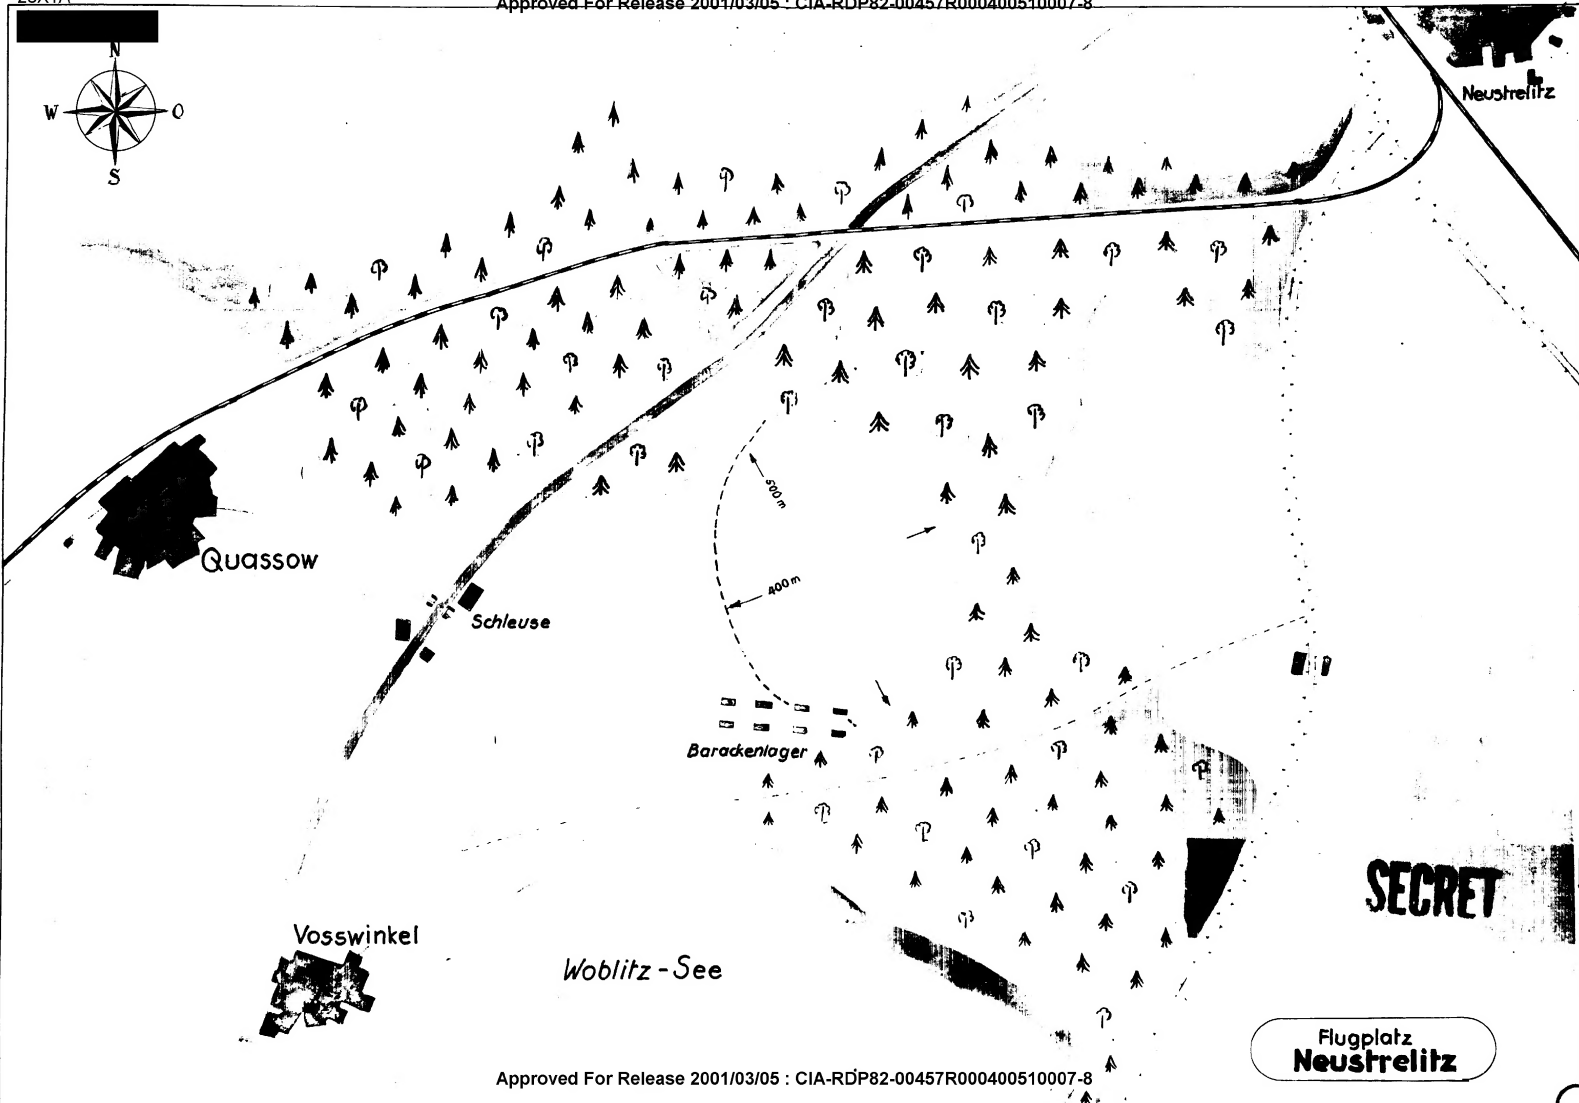 25X1A
Approved For Release 2001/03/05 : CIA-RDP82-00457R000400510007-8
N
W
O
S
Neustrelitz
Quassow
500 m
400 m
Schleuse
Barackenlager
SECRET
Vosswinkel
Woblitz-See
Flugplatz
Neustrelitz
Approved For Release 2001/03/05 : CIA-RDP82-00457R000400510007-8